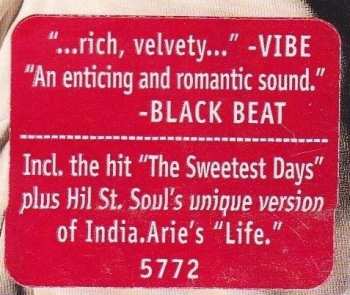 "...rich, velvety..." -VIBE
"An enticing and romantic sound."
-BLACK BEAT
Incl. the hit "The Sweetest Days"
plus Hil St. Soul's unique version
of India.Arie's "Life."
5772